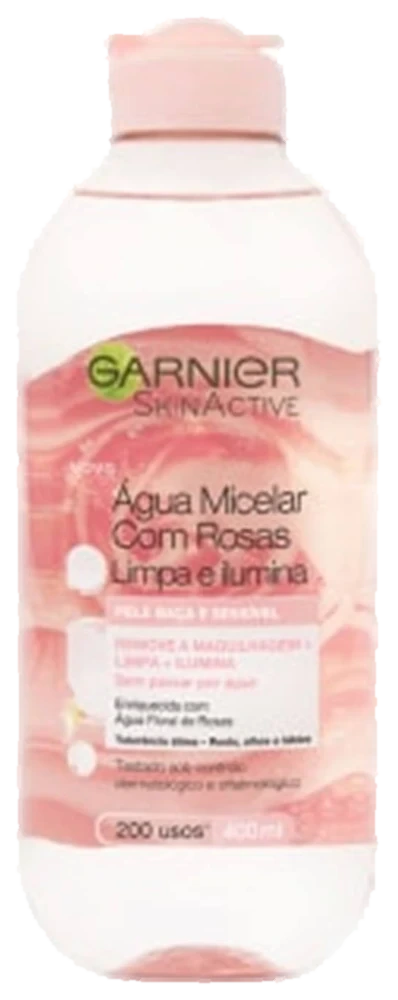 GARNIER
SKINACTIVE
NOVO
Água Micelar
Com Rosas
Limpa e ilumina
PELE BAÇA E SENSÍVEL
REMOVE A MAQUILHAGEM +
LIMPA + ILUMINA
Sem passar por água
Enriquecida com
Água Floral de Rosas
Tolerância ótima - Rosto, olhos e lábios
Testado sob controlo
dermatológico e oftalmológico
200 usos* 400ml